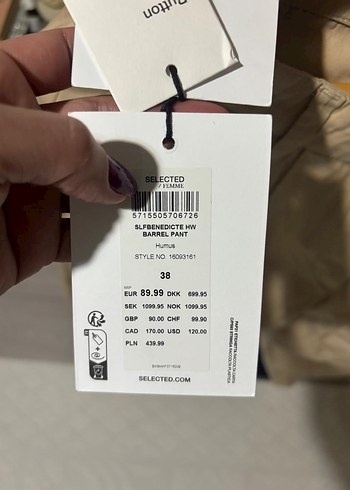 Button
SELECTED
/ FEMME
5715505706726
SLFBENEDICTE HW
BARREL PANT
Humus
STYLE NO. 16093161
38
RRP
EUR 89.99 DKK 699.95
SEK 1099.95 NOK 1099.95
GBP 90.00 CHF 99.90
CAD 170.00 USD 120.00
PLN 439.99
SELECTED.COM